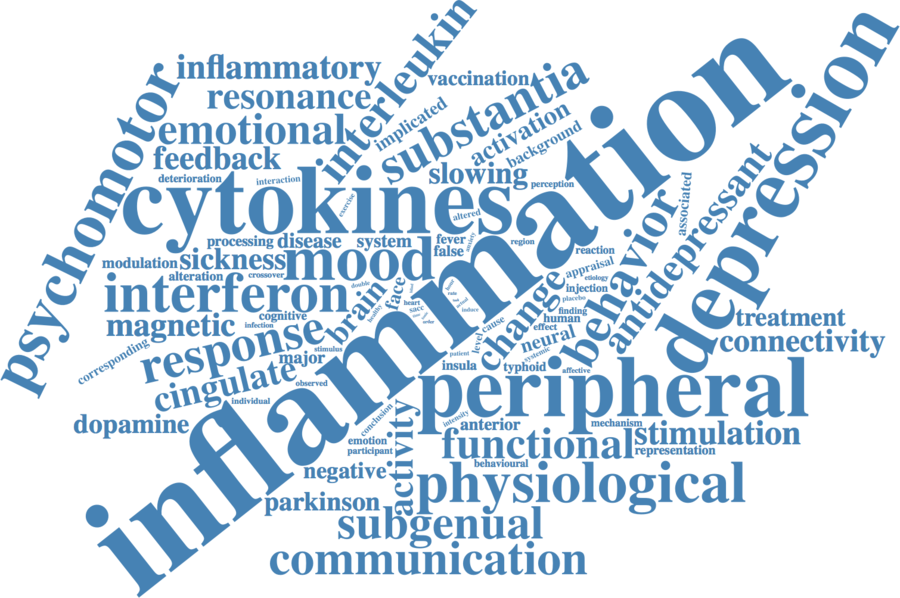 inflammatory
interleukin
vaccination
depression
resonance
implicated
substantia
activation
psychomotor
emotional
background
feedback
slowing
deterioration
interaction
perception
cytokines
exercise
altered
associated
antidepressant
inflammation
processing
disease
system
fever
anxiety
region
false
reaction
behavior
modulation
sickness
mood
appraisal
alteration
crossover
etiology
interferon
double
face
change
injection
placebo
brain
healthy
heart
sacc
rate
induce
finding
magnetic
cognitive
infection
order
cause
human
effect
treatment
response
stimulus
level
neural
connectivity
corresponding
major
patient
systemic
insula
typhoid
affective
cingulate
observed
peripheral
individual
dopamine
conclusion
activity
intensity
anterior
mechanism
stimulation
emotion
functional
participant
representation
negative
behavioural
physiological
parkinson
subgenual
communication